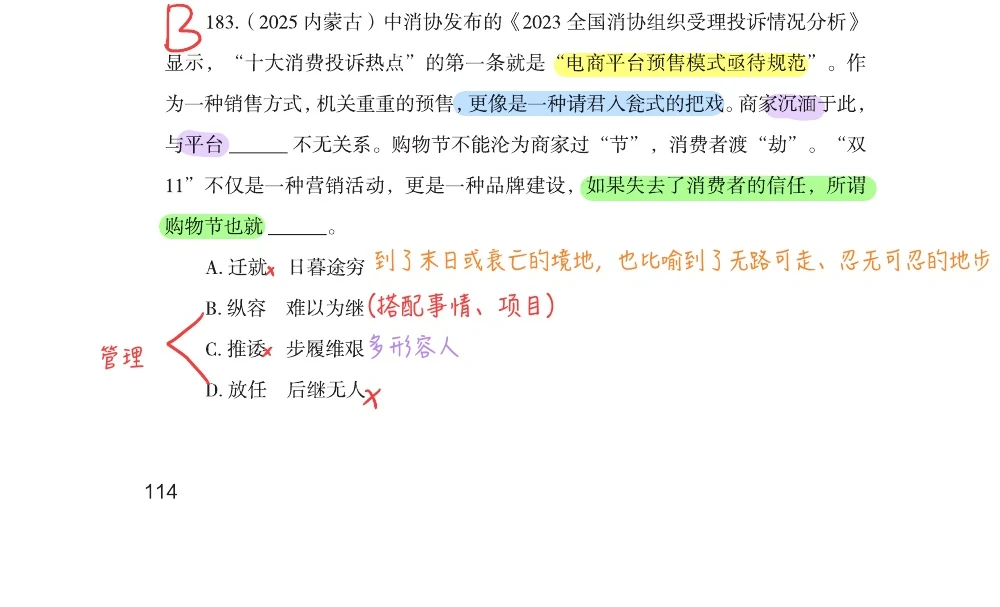 B 183.（2025 内蒙古）中消协发布的《2023 全国消协组织受理投诉情况分析》
显示，“十大消费投诉热点”的第一条就是“电商平台预售模式亟待规范”。作
为一种销售方式，机关重重的预售，更像是一种请君入瓮式的把戏。商家沉湎于此，
与平台______不无关系。购物节不能沦为商家过“节”，消费者渡“劫”。“双
11”不仅是一种营销活动，更是一种品牌建设，如果失去了消费者的信任，所谓
购物节也就______。
A. 迁就x 日暮途穷 到了末日或衰亡的境地，也比喻到了无路可走、忍无可忍的地步
B. 纵容 难以为继(搭配事情、项目)
管理
C. 推诿x 步履维艰 多形容人
D. 放任 后继无人x
114